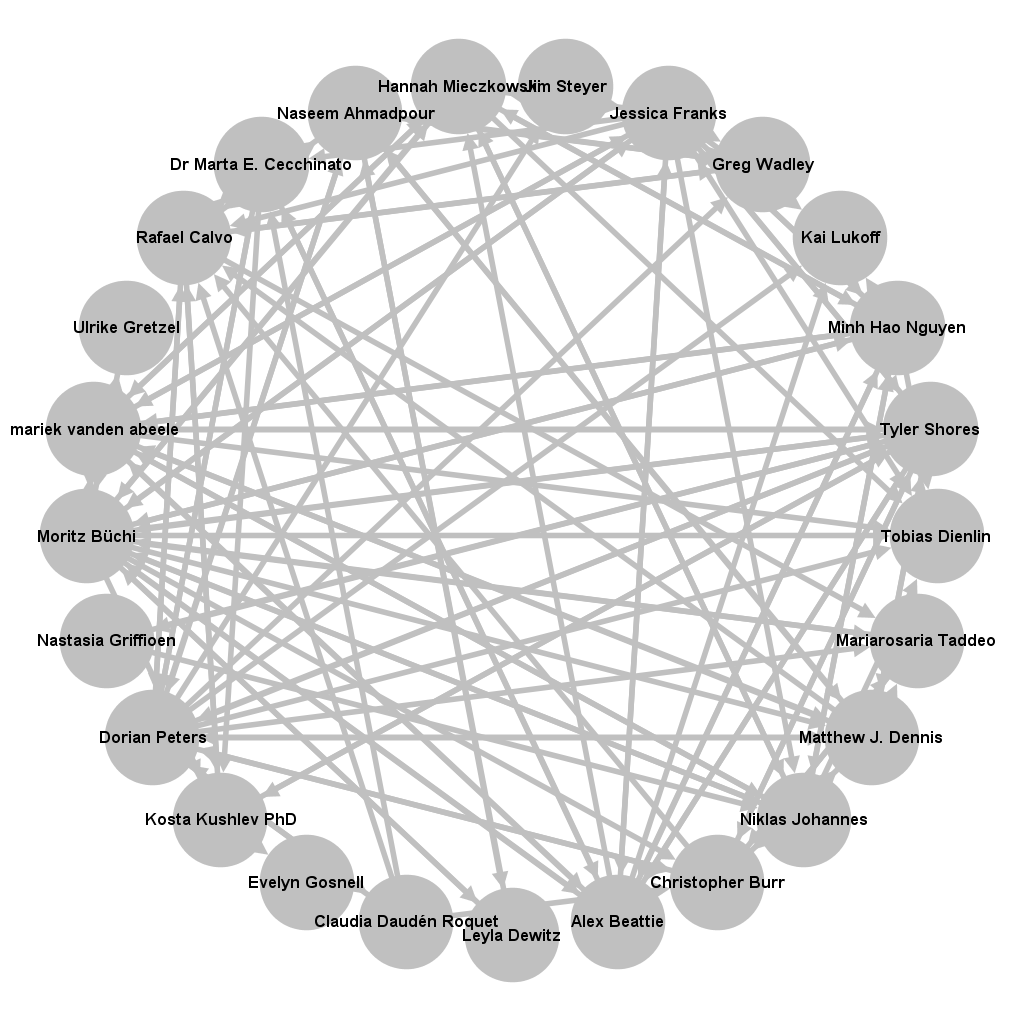 Hannah Mieczkowski
Jim Steyer
Naseem Ahmadpour
Jessica Franks
Dr Marta E. Cecchinato
Greg Wadley
Rafael Calvo
Kai Lukoff
Ulrike Gretzel
Minh Hao Nguyen
mariek vanden abeele
Tyler Shores
Moritz Büchi
Tobias Dienlin
Nastasia Griffioen
Mariarosaria Taddeo
Dorian Peters
Matthew J. Dennis
Kosta Kushlev PhD
Niklas Johannes
Evelyn Gosnell
Christopher Burr
Claudia Daudén Roquet
Alex Beattie
Leyla Dewitz